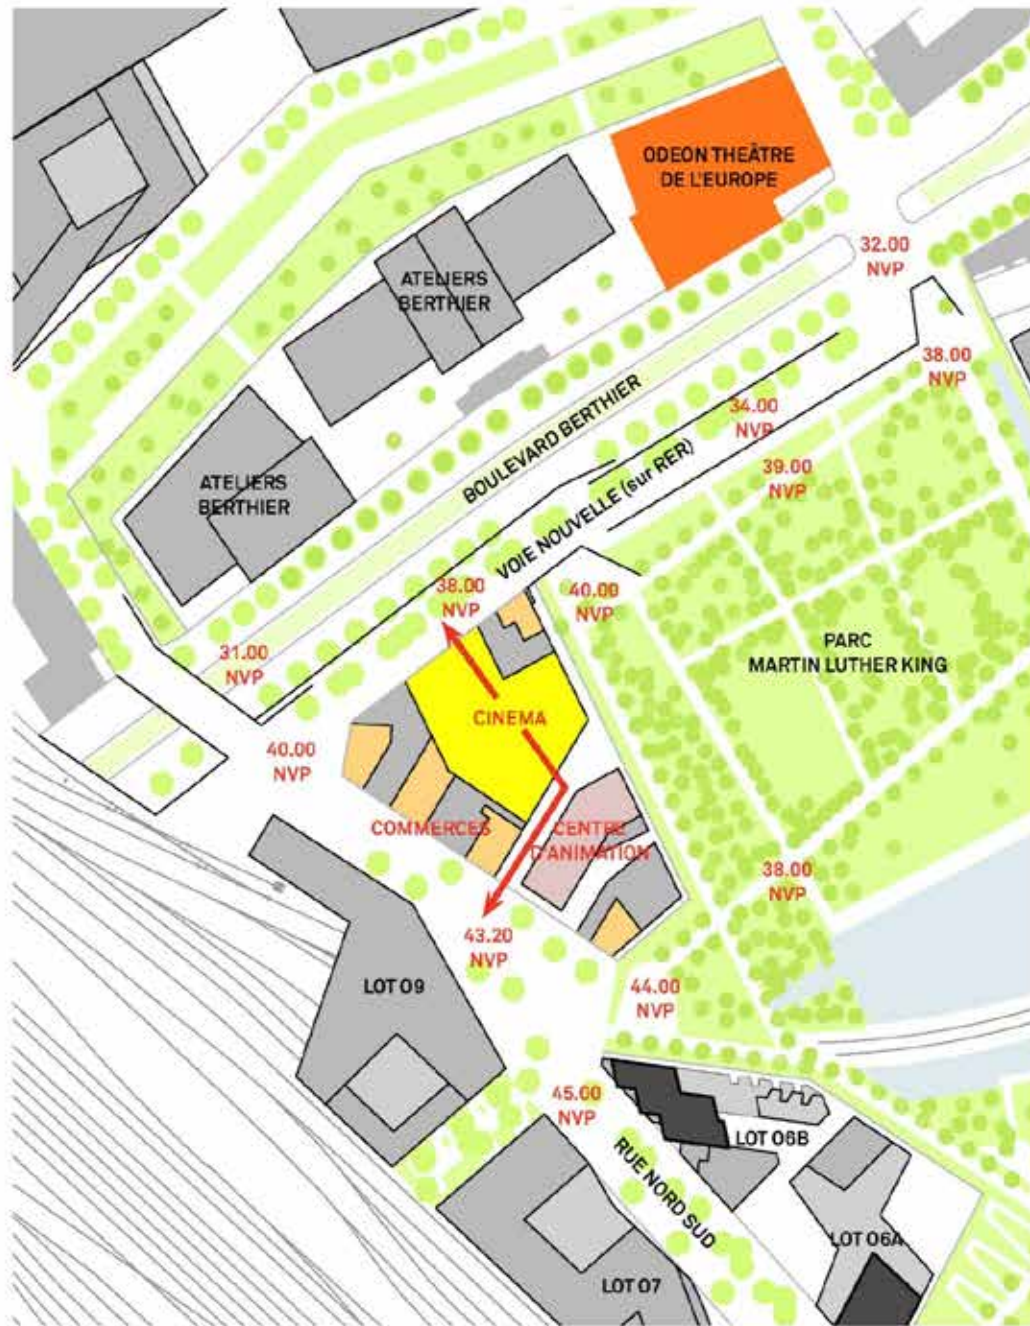 ODEON THEÂTRE
DE L'EUROPE
32.00
NVP
ATELIERS
BERTHIER
38.00
NVP
BOULEVARD BERTHIER
34.00
NVP
39.00
NVP
ATELIERS
BERTHIER
VOIE NOUVELLE (sur RER)
38.00
NVP
40.00
NVP
31.00
NVP
PARC
MARTIN LUTHER KING
CINEMA
40.00
NVP
COMMERCES
CENTRE
D'ANIMATION
38.00
NVP
43.20
NVP
LOT 09
44.00
NVP
45.00
NVP
LOT 06B
RUE NORD SUD
LOT 06A
LOT 07